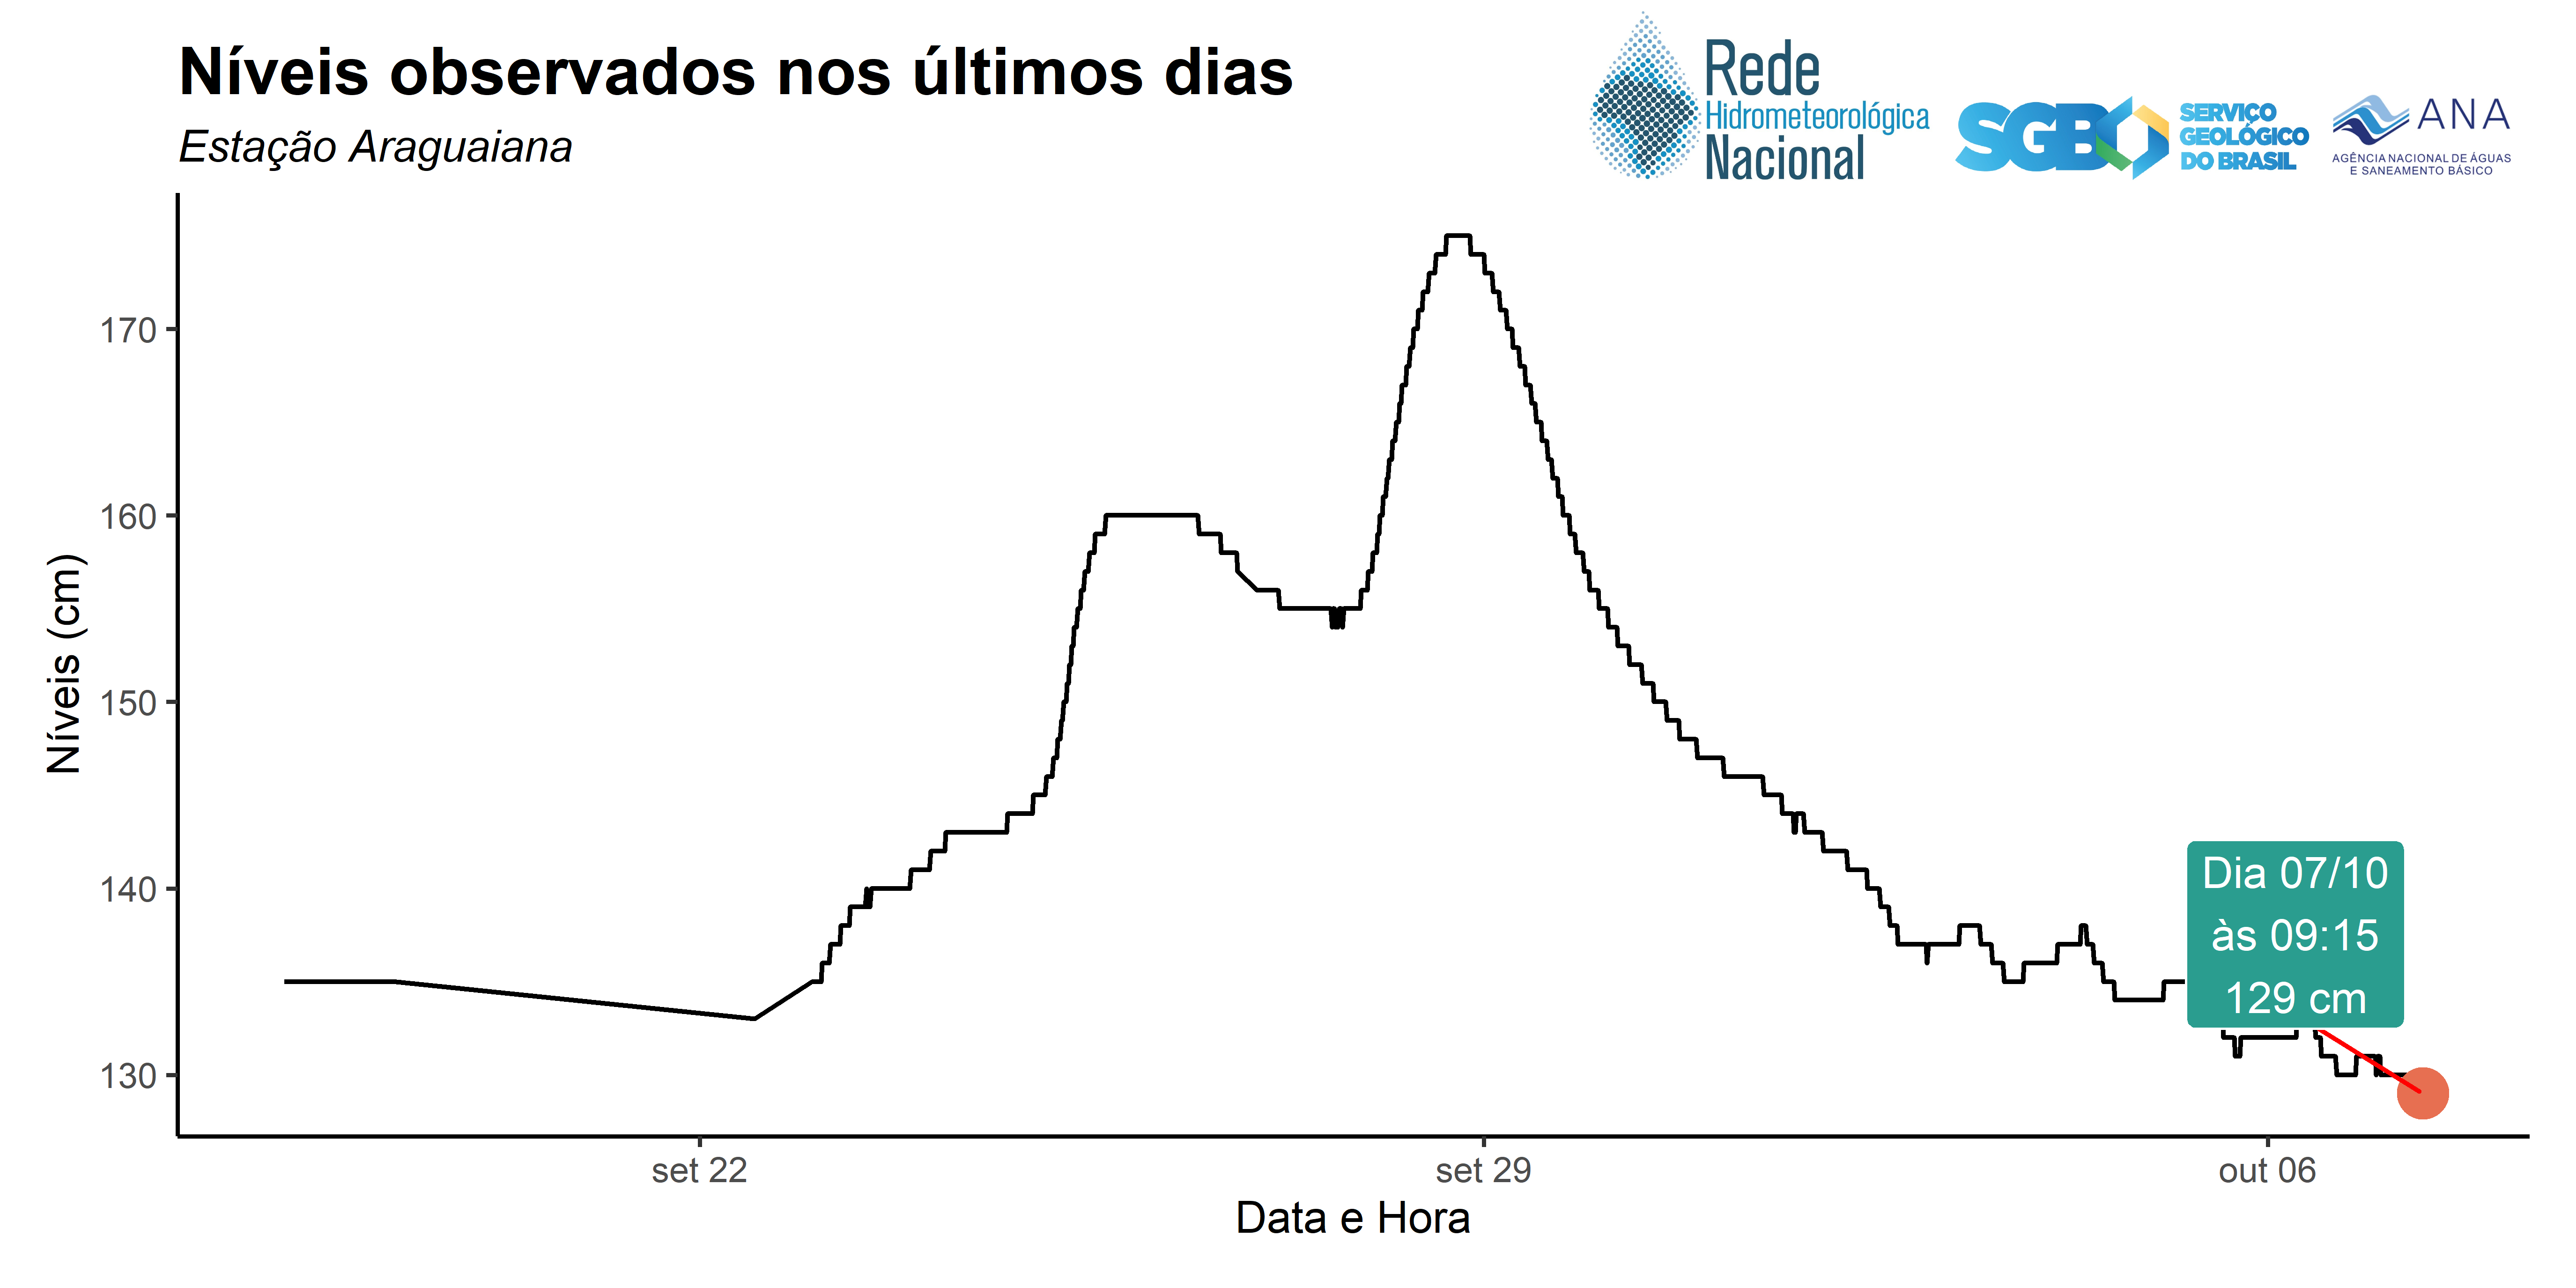 Níveis observados nos últimos dias
Estação Araguaiana
Rede
Hidrometeorológica
Nacional
SGB
SERVIÇO
GEOLÓGICO
DO BRASIL
ANA
AGÊNCIA NACIONAL DE ÁGUAS
E SANEAMENTO BÁSICO
Níveis (cm)
170
160
150
140
130
Dia 07/10
às 09:15
129 cm
set 22
set 29
out 06
Data e Hora